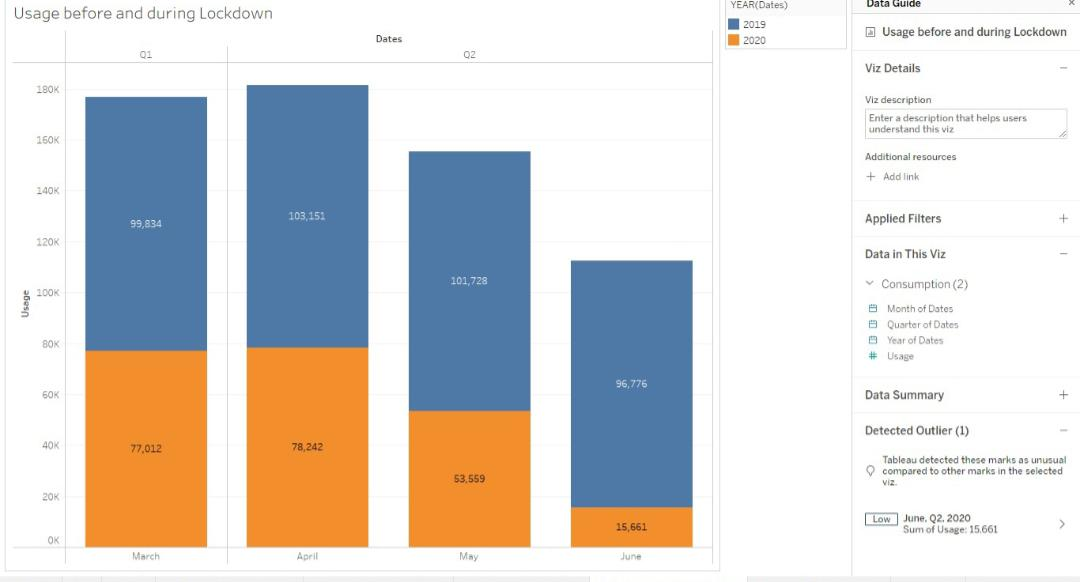 Usage before and during Lockdown
Dates
Q1
Q2
180K
160K
140K
120K
100K
80K
60K
40K
20K
0K
Usage
99,834
103,151
101,728
96,776
77,012
78,242
53,559
15,661
March
April
May
June
YEAR(Dates)
2019
2020
Data Guide
×
Usage before and during Lockdown
Viz Details
Viz description
Enter a description that helps users
understand this viz
Additional resources
+ Add link
Applied Filters
Data in This Viz
Consumption (2)
Month of Dates
Quarter of Dates
Year of Dates
# Usage
Data Summary
Detected Outlier (1)
Tableau detected these marks as unusual
compared to other marks in the selected
viz.
Low
June, Q2, 2020
Sum of Usage: 15,661